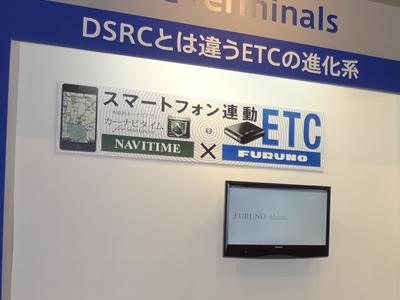 Terminals
DSRCとは違うETCの進化系
スマートフォン連動
カーナビタイム
ETC
NAVITIME
×
FURUNO
FURUNO